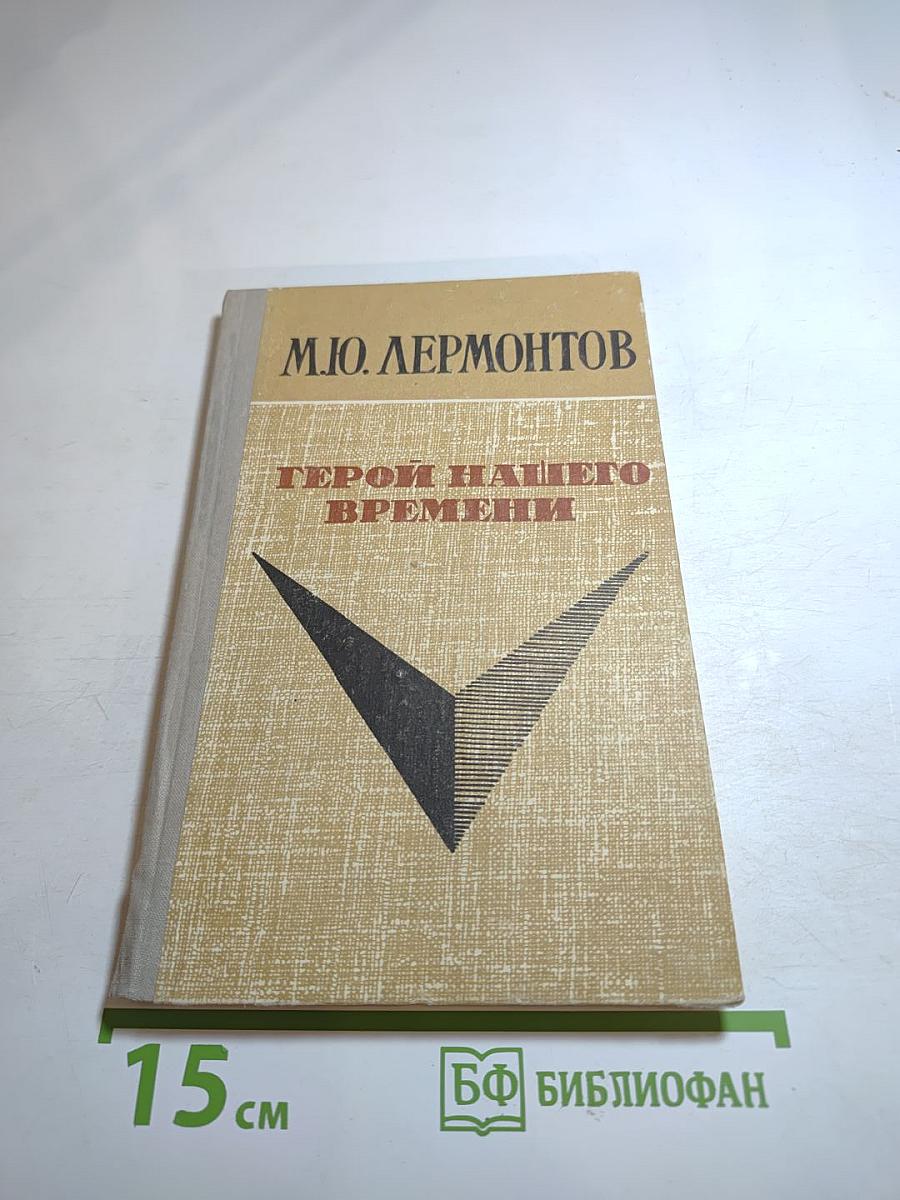 М.Ю. ЛЕРМОНТОВ
ГЕРОЙ НАШЕГО
ВРЕМЕНИ
15 см
БФ БИБЛИОФАН